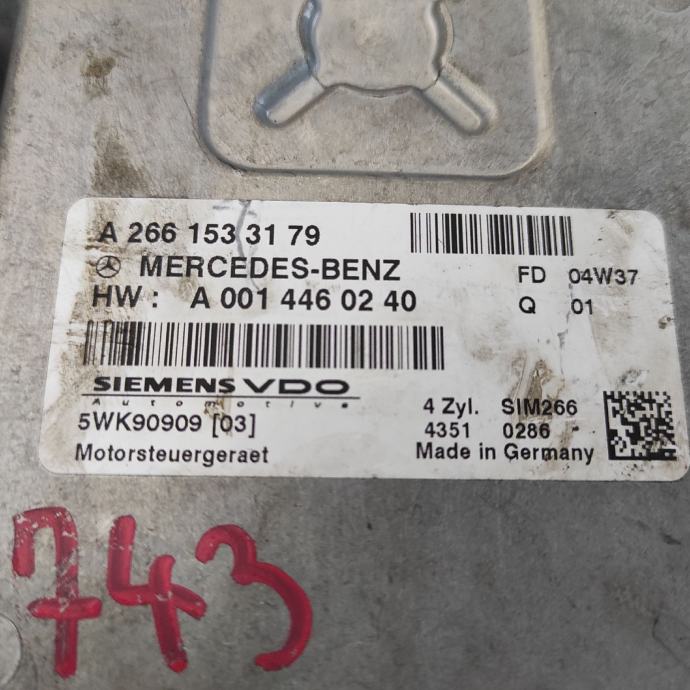 A 266 153 31 79
MERCEDES-BENZ
FD 04W37
HW : A 001 446 02 40
Q 01
SIEMENS VDO
Automotive
4 Zyl. SIM266
5WK90909 [03]
4351 0286
Motorsteuergeraet
Made in Germany
743